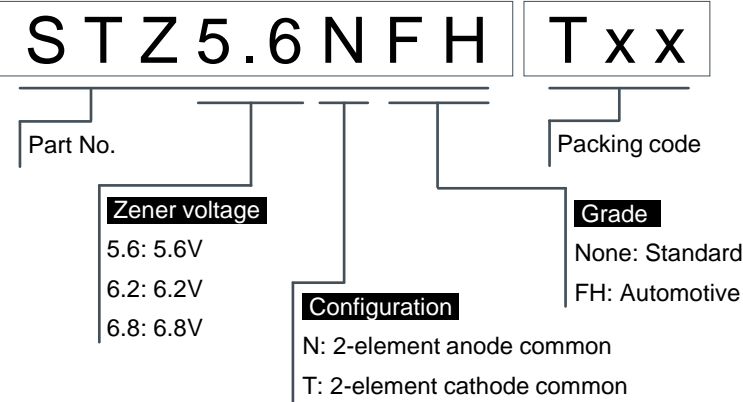 STZ5.6NFH Txx
Part No.
Packing code
Zener voltage
5.6: 5.6V
6.2: 6.2V
6.8: 6.8V
Configuration
N: 2-element anode common
T: 2-element cathode common
Grade
None: Standard
FH: Automotive